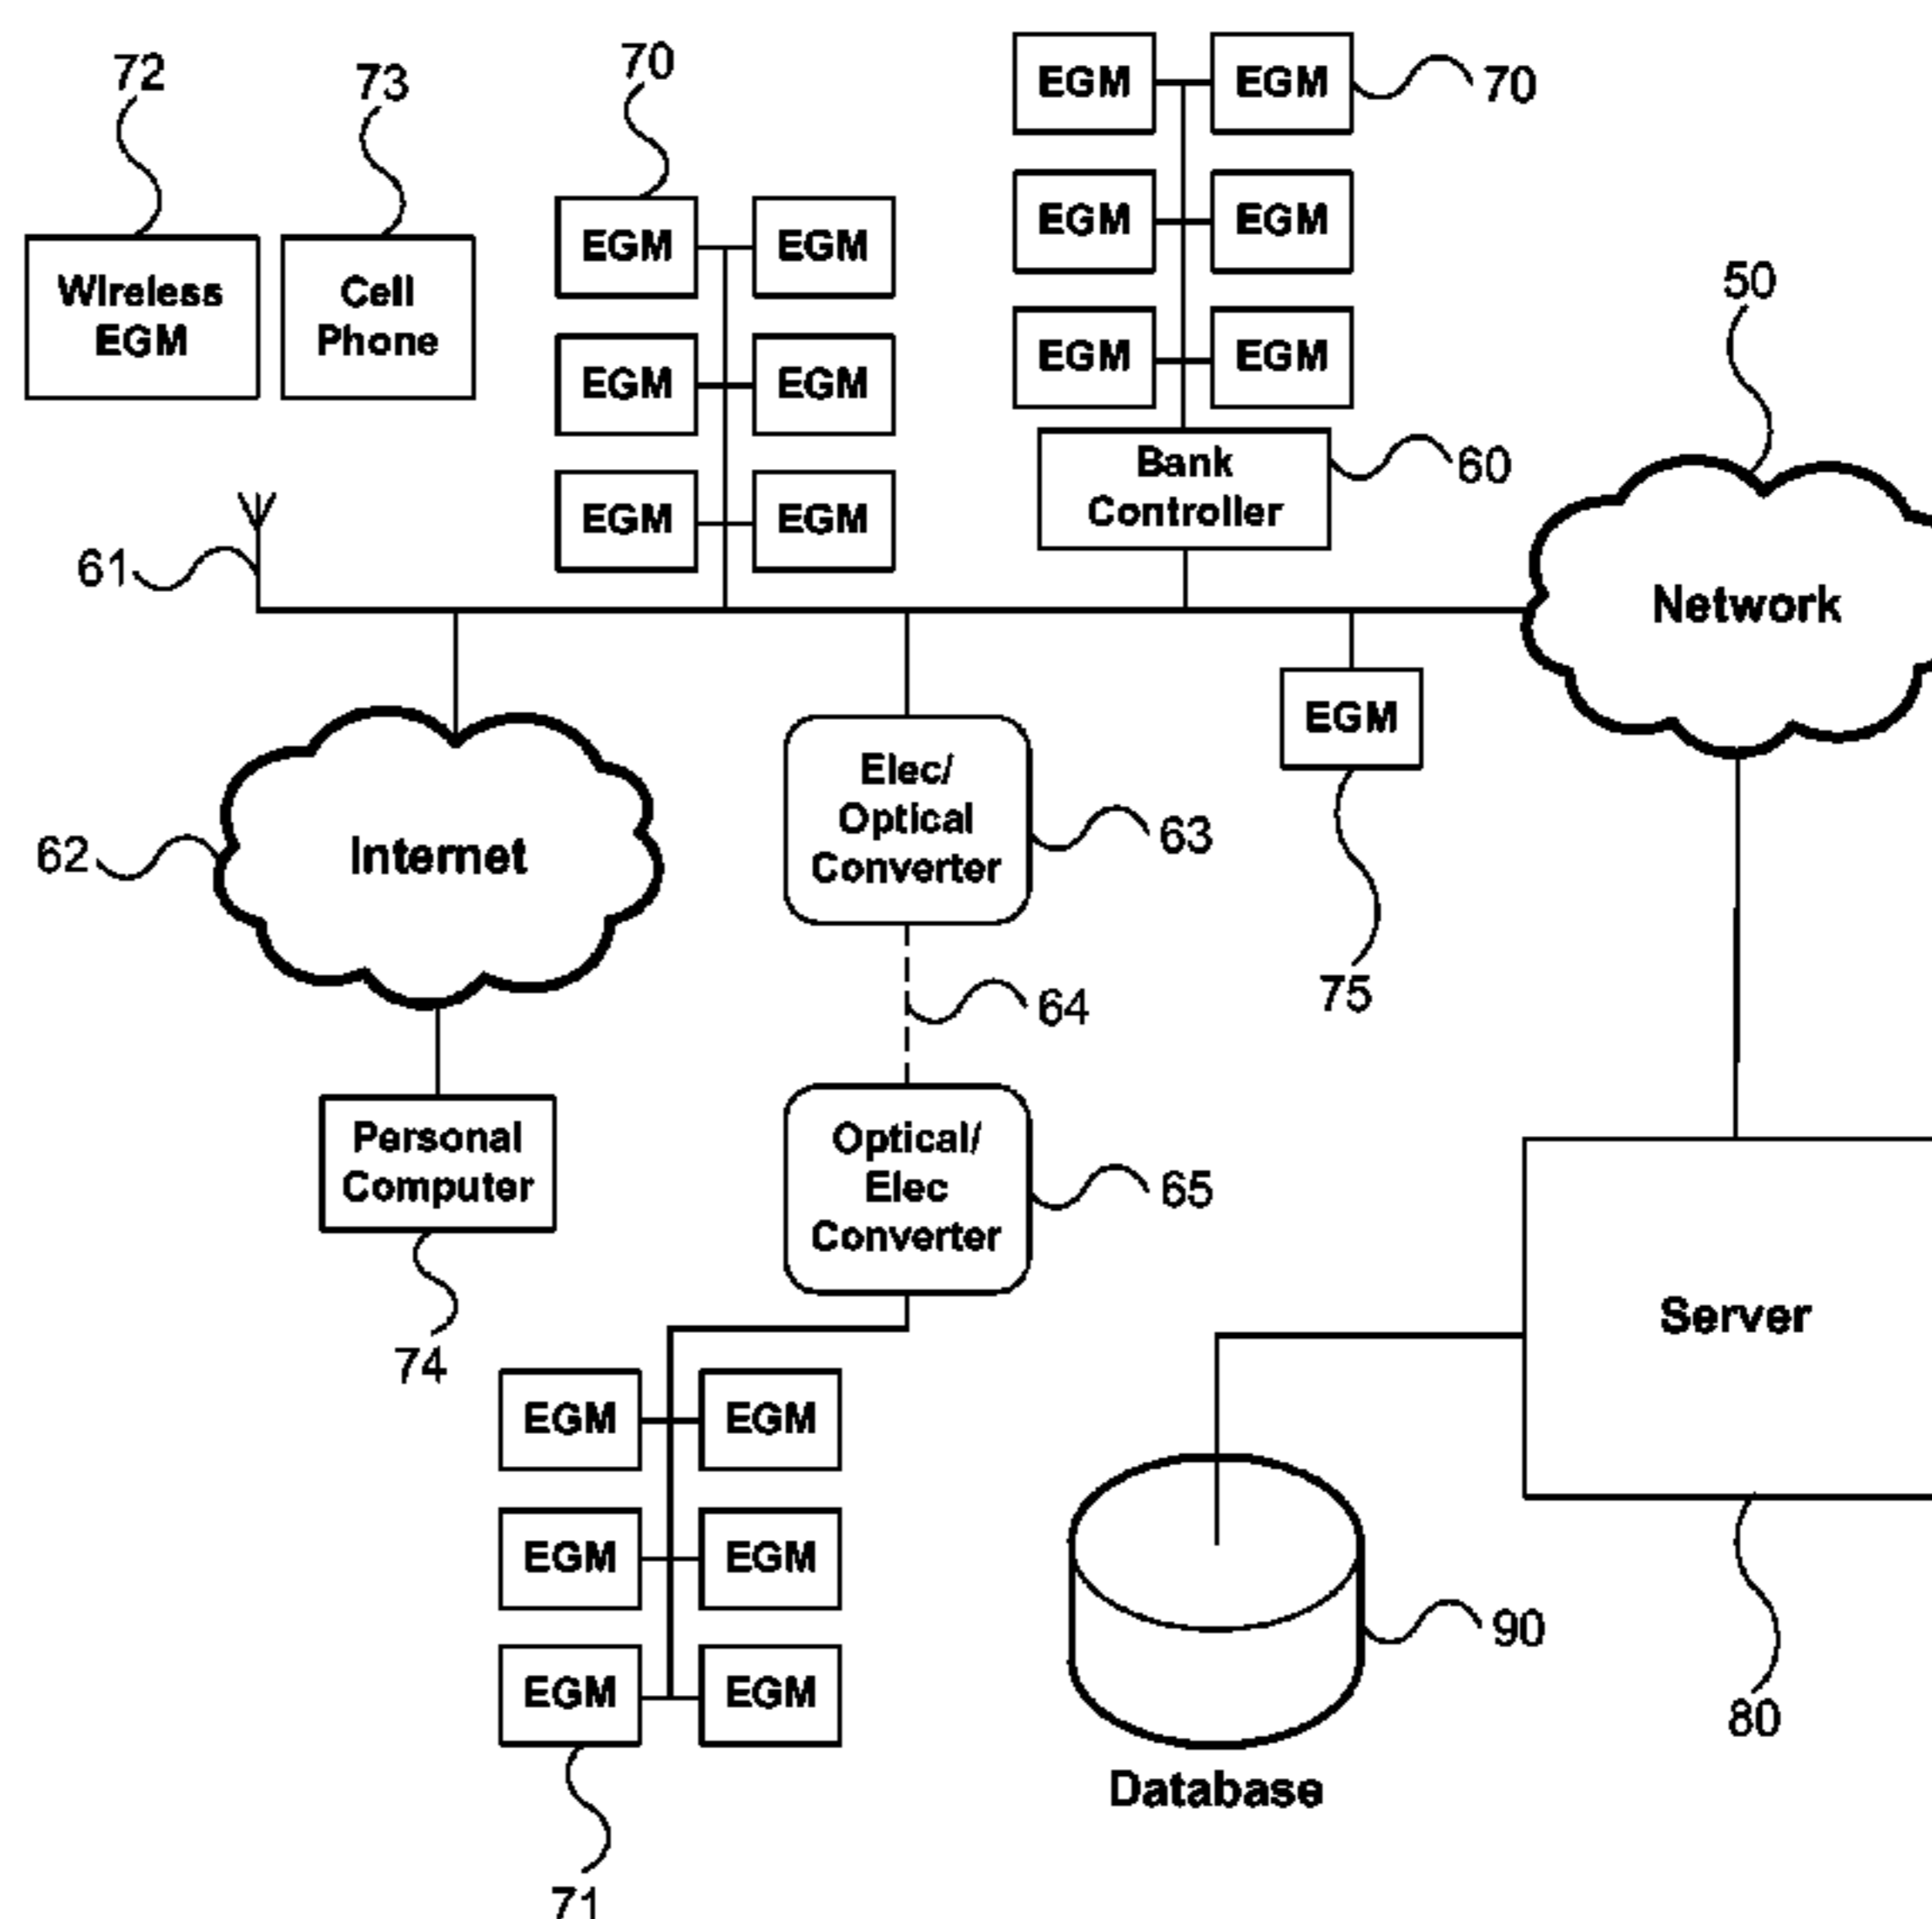 72
73
70
EGM
EGM
70
EGM
EGM
EGM
EGM
Wireless
EGM
Cell
Phone
EGM
EGM
EGM
EGM
EGM
EGM
Bank
Controller
60
50
61
Network
EGM
75
62
Internet
Elec/
Optical
Converter
63
64
Personal
Computer
74
Optical/
Elec
Converter
65
Server
80
EGM
EGM
EGM
EGM
EGM
EGM
71
90
Database